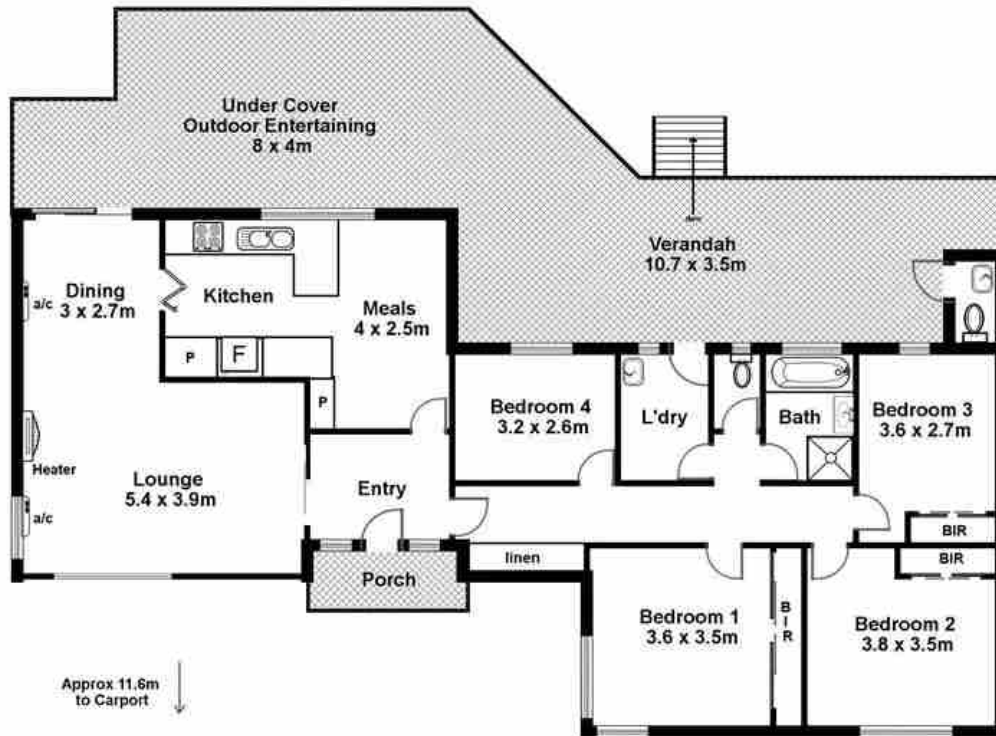 Under Cover
Outdoor Entertaining
8 x 4m
Verandah
10.7 x 3.5m
Dining
3 x 2.7m
a/c
Kitchen
Meals
4 x 2.5m
P
F
P
Bedroom 4
3.2 x 2.6m
L'dry
Bath
Bedroom 3
3.6 x 2.7m
Heater
Lounge
5.4 x 3.9m
a/c
Entry
BIR
linen
BIR
Porch
Bedroom 1
3.6 x 3.5m
B
I
R
Bedroom 2
3.8 x 3.5m
Approx 11.6m
to Carport